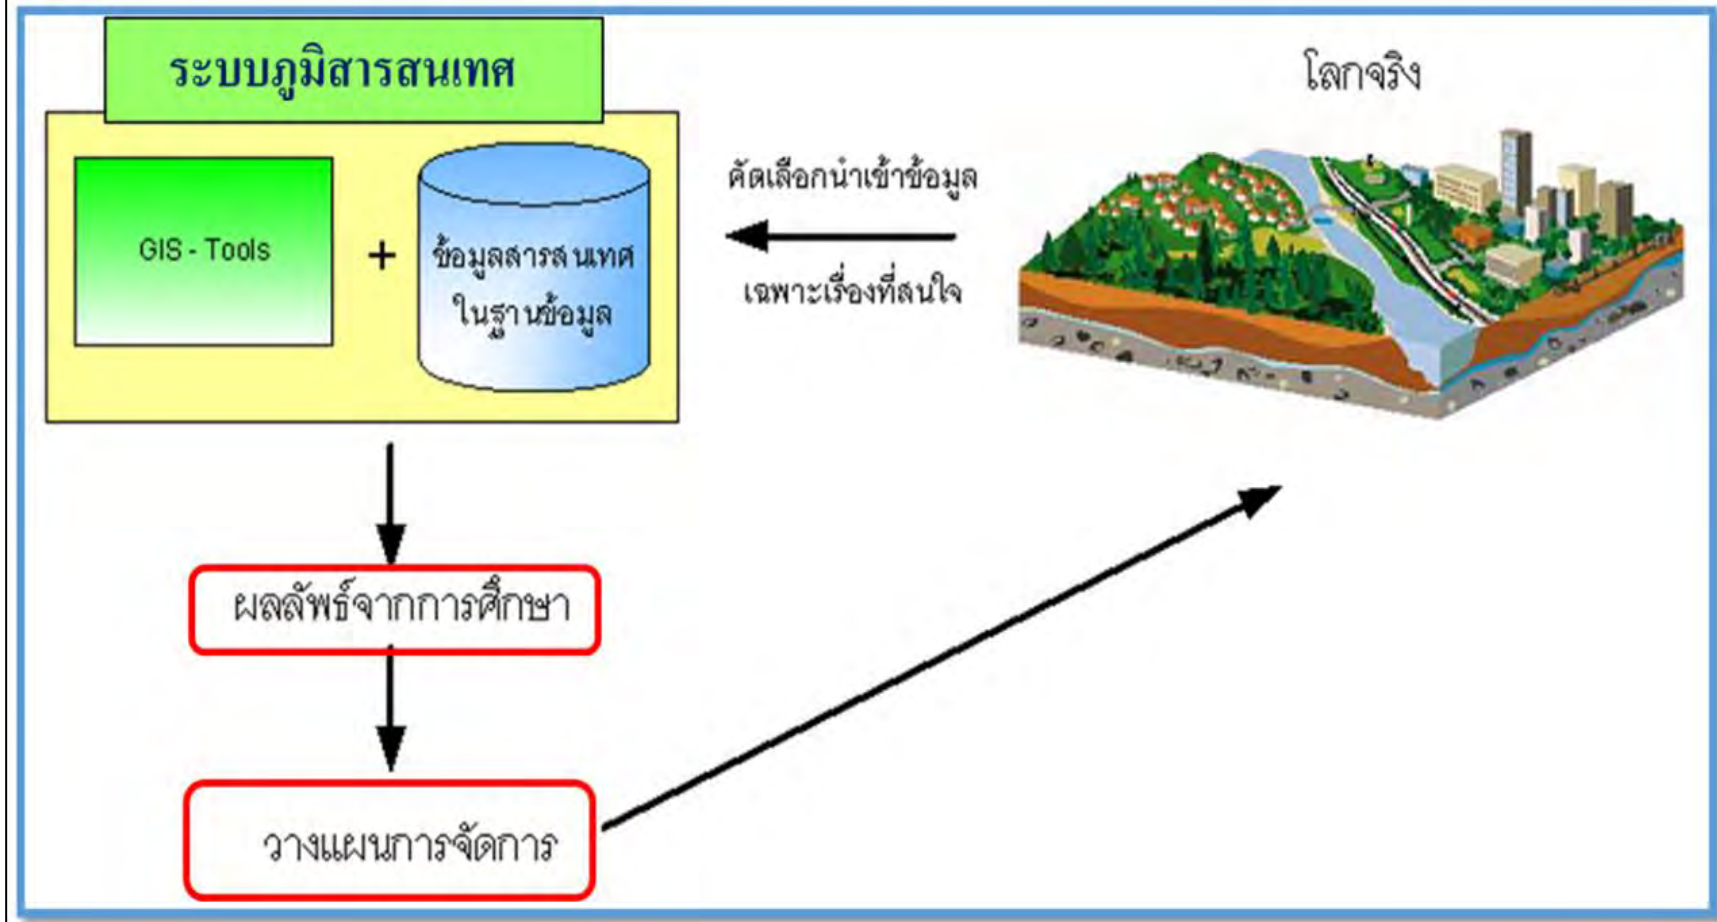 ระบบภูมิสารสนเทศ
โลกจริง
GIS - Tools
+
ข้อมูลสารสนเทศ
ในฐานข้อมูล
คัดเลือกนำเข้าข้อมูล
เฉพาะเรื่องที่สนใจ
ผลลัพธ์จากการศึกษา
วางแผนการจัดการ